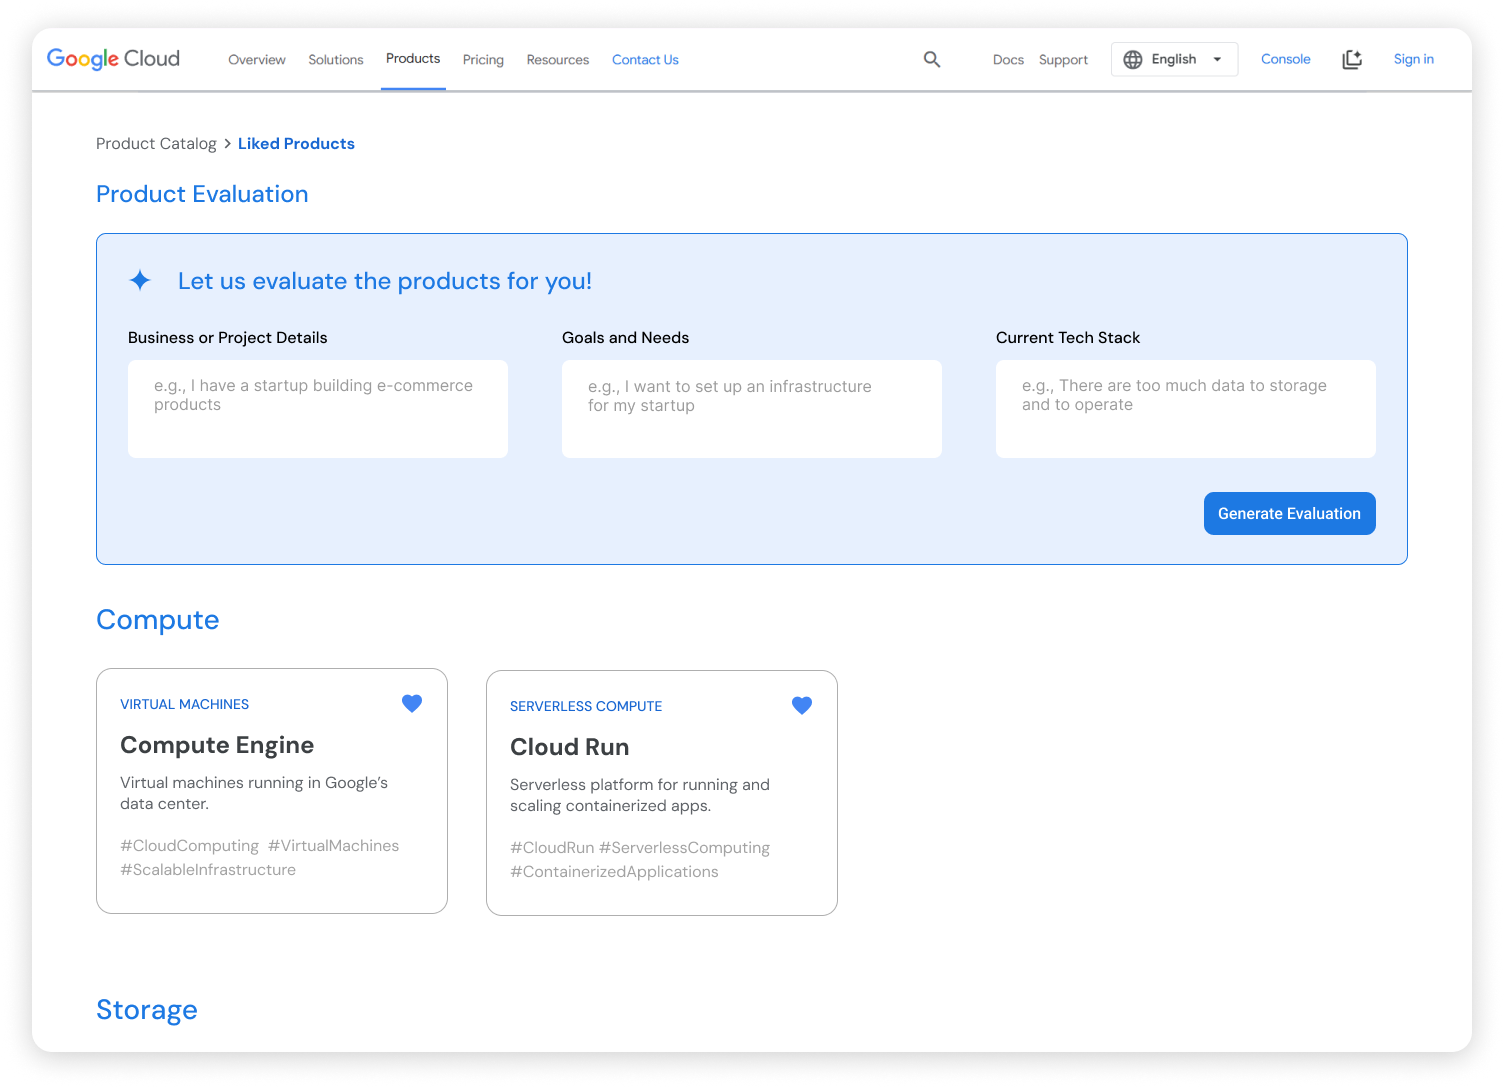 Google Cloud Overview Solutions Products Pricing Resources Contact Us Docs Support English Console Sign in
Product Catalog > Liked Products
Product Evaluation
Let us evaluate the products for you!
Business or Project Details
e.g., I have a startup building e-commerce
products
Goals and Needs
e.g., I want to set up an infrastructure
for my startup
Current Tech Stack
e.g., There are too much data to storage
and to operate
Generate Evaluation
Compute
VIRTUAL MACHINES
Compute Engine
Virtual machines running in Google’s
data center.
#CloudComputing #VirtualMachines
#ScalableInfrastructure
SERVERLESS COMPUTE
Cloud Run
Serverless platform for running and
scaling containerized apps.
#CloudRun #ServerlessComputing
#ContainerizedApplications
Storage